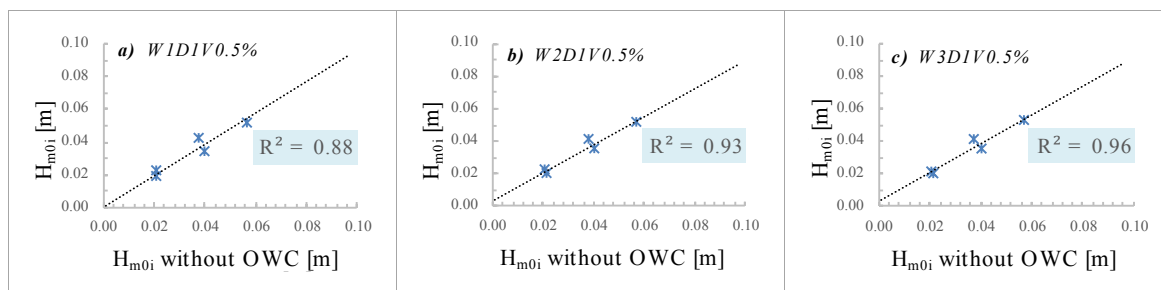 a) W1D1V0.5%
0.10
0.08
0.06
0.04
0.02
0.00
H_m0i [m]
R² = 0.88
0.00 0.02 0.04 0.06 0.08 0.10
H_m0i without OWC [m]
b) W2D1V0.5%
0.10
0.08
0.06
0.04
0.02
0.00
H_m0i [m]
R² = 0.93
0.00 0.02 0.04 0.06 0.08 0.10
H_m0i without OWC [m]
c) W3D1V0.5%
0.10
0.08
0.06
0.04
0.02
0.00
H_m0i [m]
R² = 0.96
0.00 0.02 0.04 0.06 0.08 0.10
H_m0i without OWC [m]